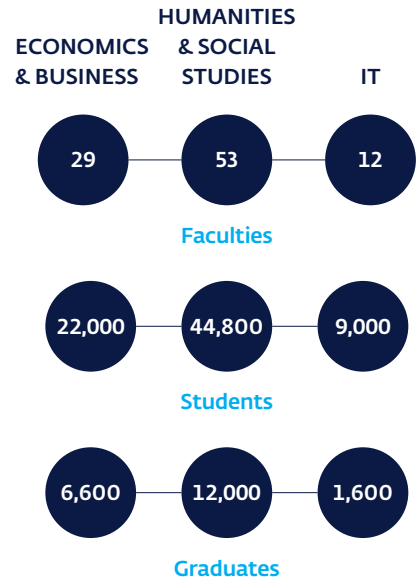 ECONOMICS
& BUSINESS
HUMANITIES
& SOCIAL
STUDIES
IT
29
53
12
Faculties
22,000
44,800
9,000
Students
6,600
12,000
1,600
Graduates